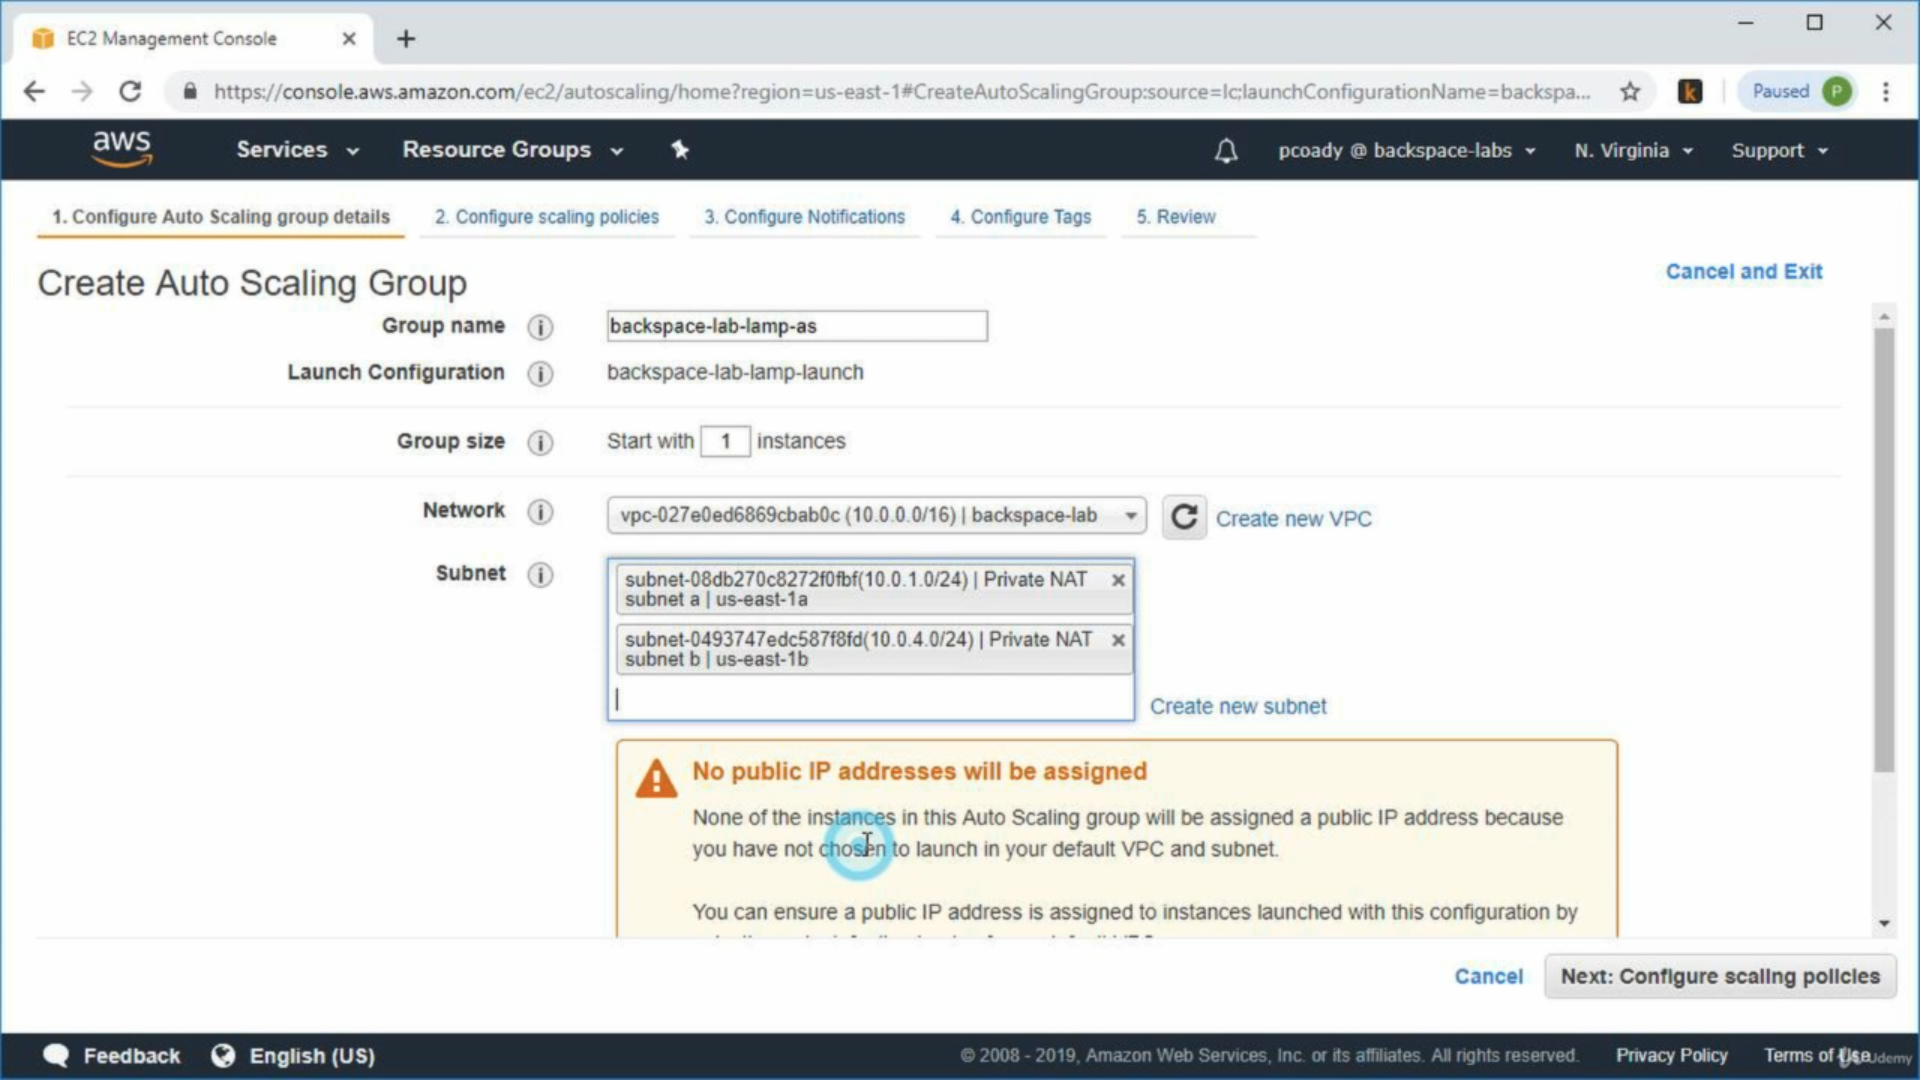 EC2 Management Console
https://console.aws.amazon.com/ec2/autoscaling/home?region=us-east-1#CreateAutoScalingGroup:source=lc;launchConfigurationName=backspa...
Paused P
aws Services Resource Groups pcoady @ backspace-labs N. Virginia Support
1. Configure Auto Scaling group details 2. Configure scaling policies 3. Configure Notifications 4. Configure Tags 5. Review
Create Auto Scaling Group
Cancel and Exit
Group name backspace-lab-lamp-as
Launch Configuration backspace-lab-lamp-launch
Group size Start with 1 instances
Network vpc-027e0ed6869cbab0c (10.0.0.0/16) | backspace-lab Create new VPC
Subnet subnet-08db270c8272f0fbf(10.0.1.0/24) | Private NAT
subnet a | us-east-1a
subnet-0493747edc587f8fd(10.0.4.0/24) | Private NAT
subnet b | us-east-1b
Create new subnet
No public IP addresses will be assigned
None of the instances in this Auto Scaling group will be assigned a public IP address because
you have not chosen to launch in your default VPC and subnet.
You can ensure a public IP address is assigned to instances launched with this configuration by
Cancel Next: Configure scaling policies
Feedback English (US) © 2008 - 2019, Amazon Web Services, Inc. or its affiliates. All rights reserved. Privacy Policy Terms of Use
Udemy